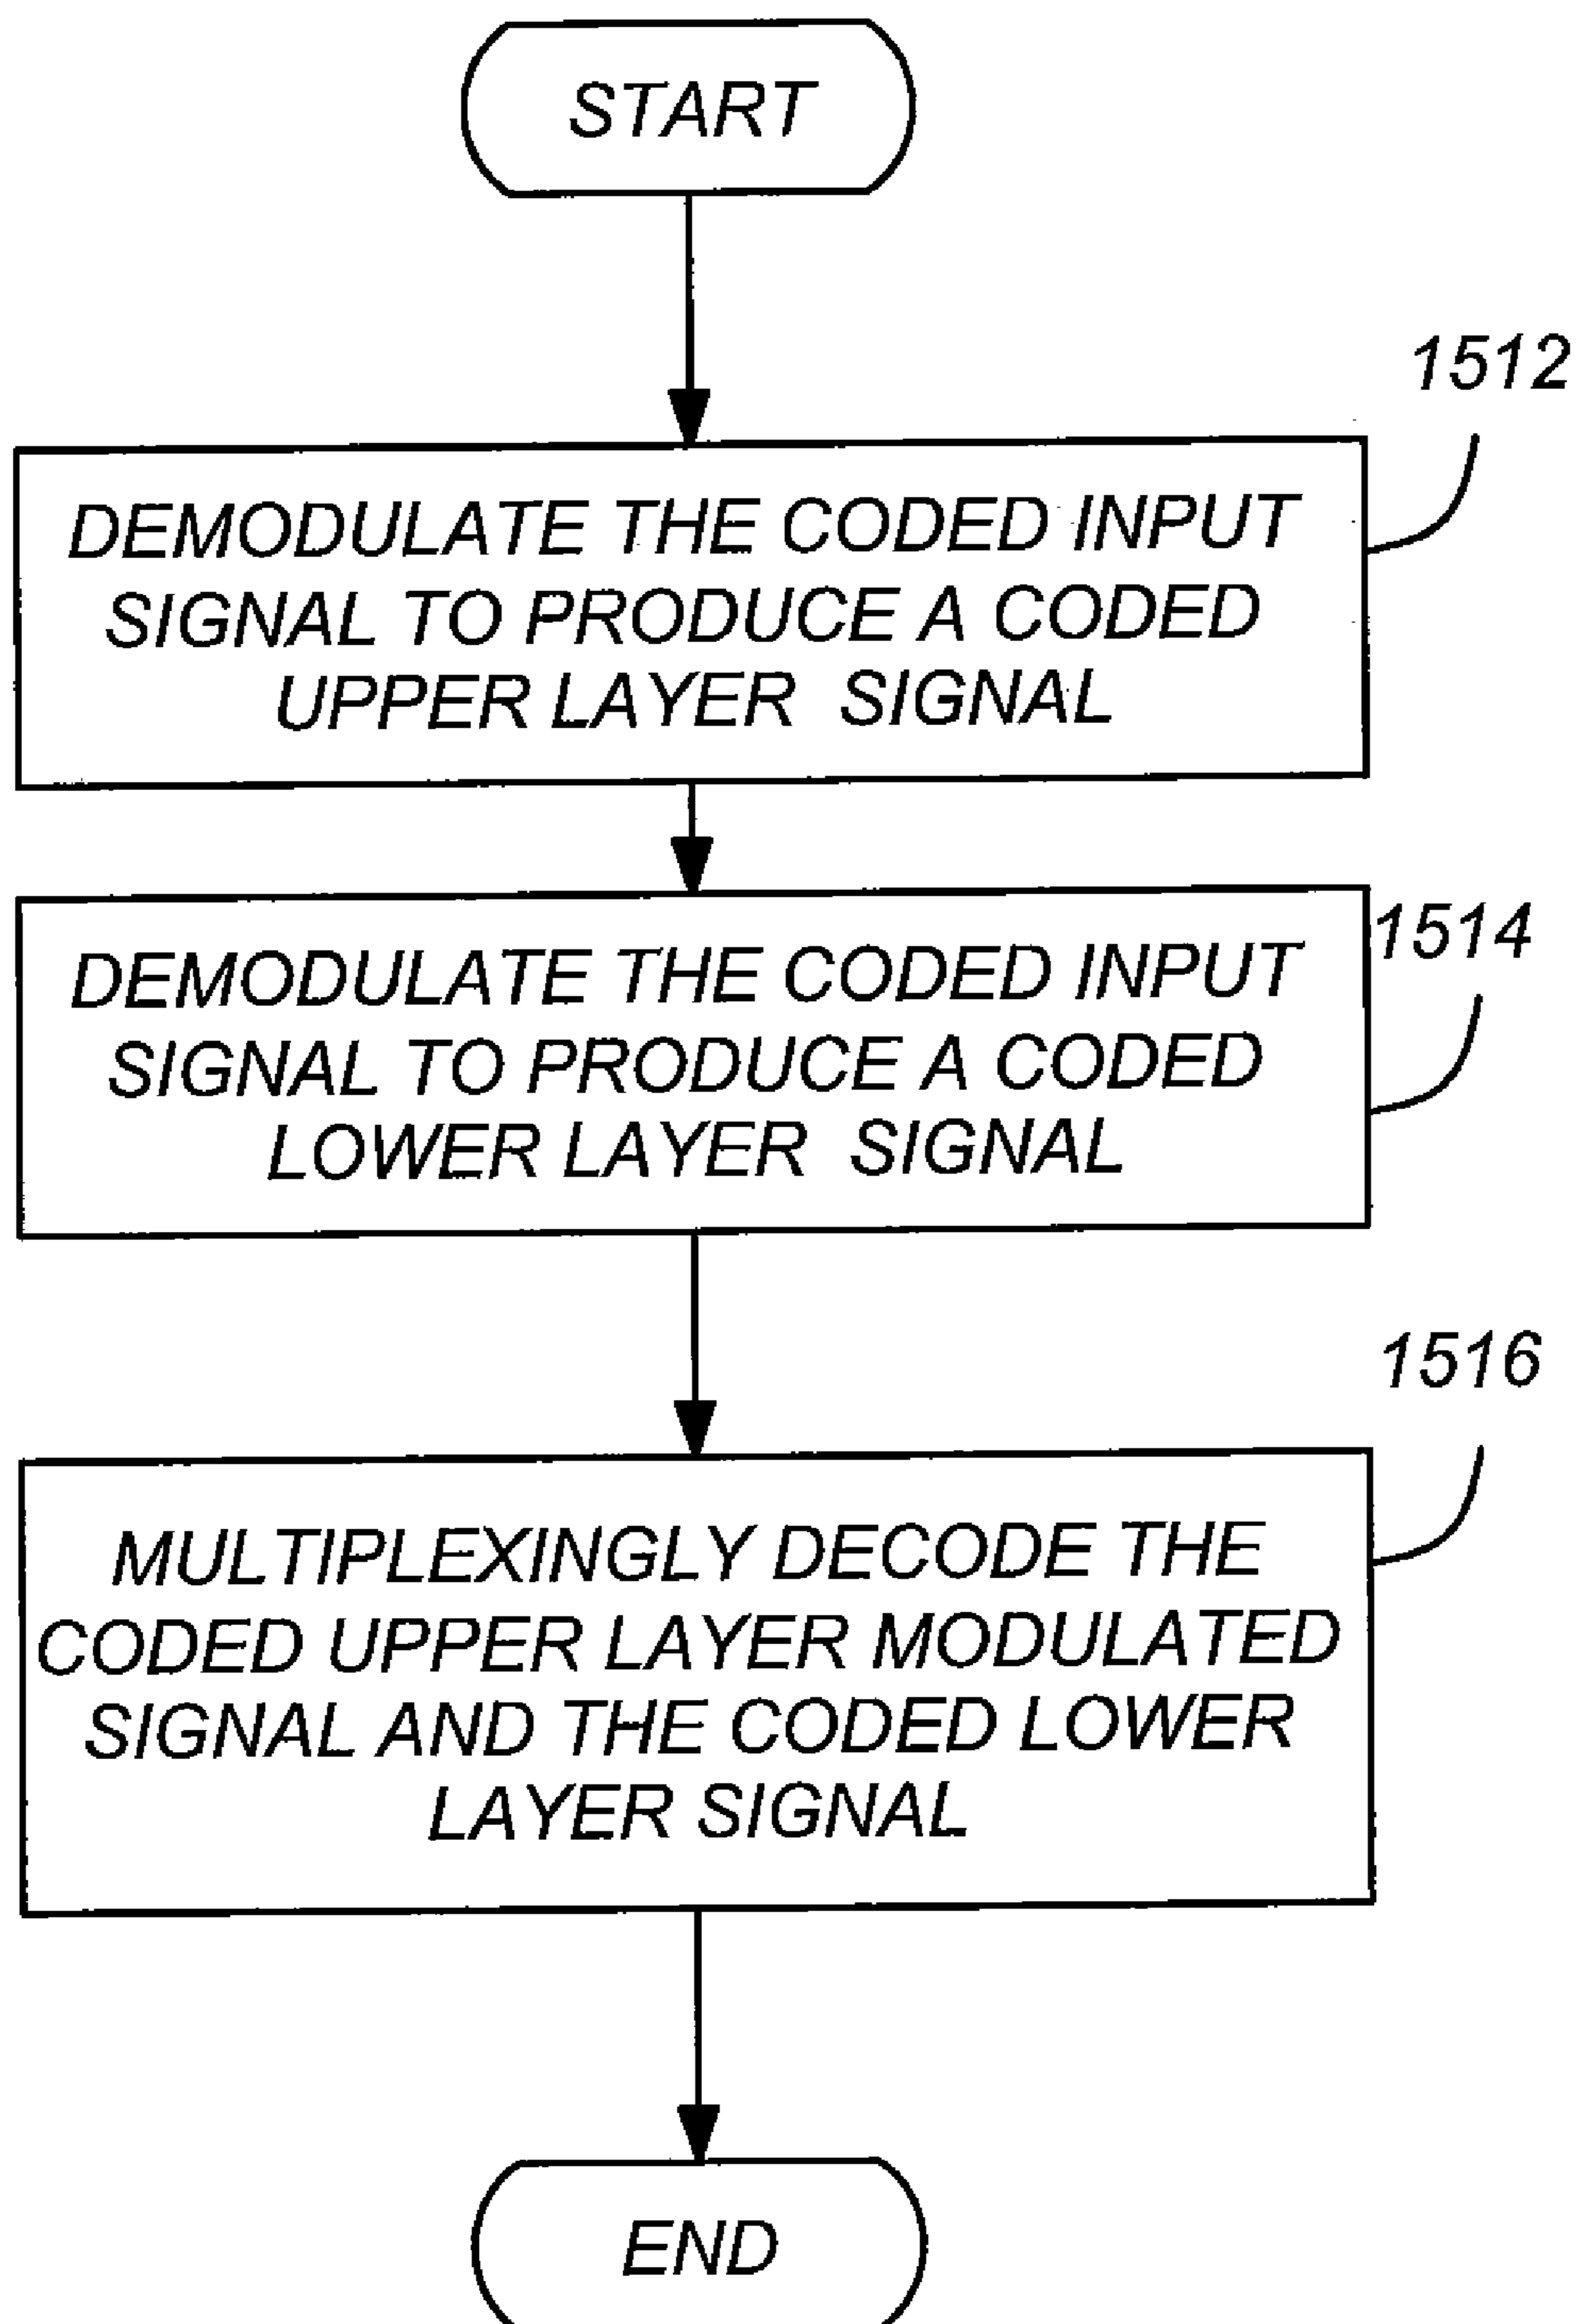 START
1512
DEMODULATE THE CODED INPUT
SIGNAL TO PRODUCE A CODED
UPPER LAYER SIGNAL
1514
DEMODULATE THE CODED INPUT
SIGNAL TO PRODUCE A CODED
LOWER LAYER SIGNAL
1516
MULTIPLEXINGLY DECODE THE
CODED UPPER LAYER MODULATED
SIGNAL AND THE CODED LOWER
LAYER SIGNAL
END